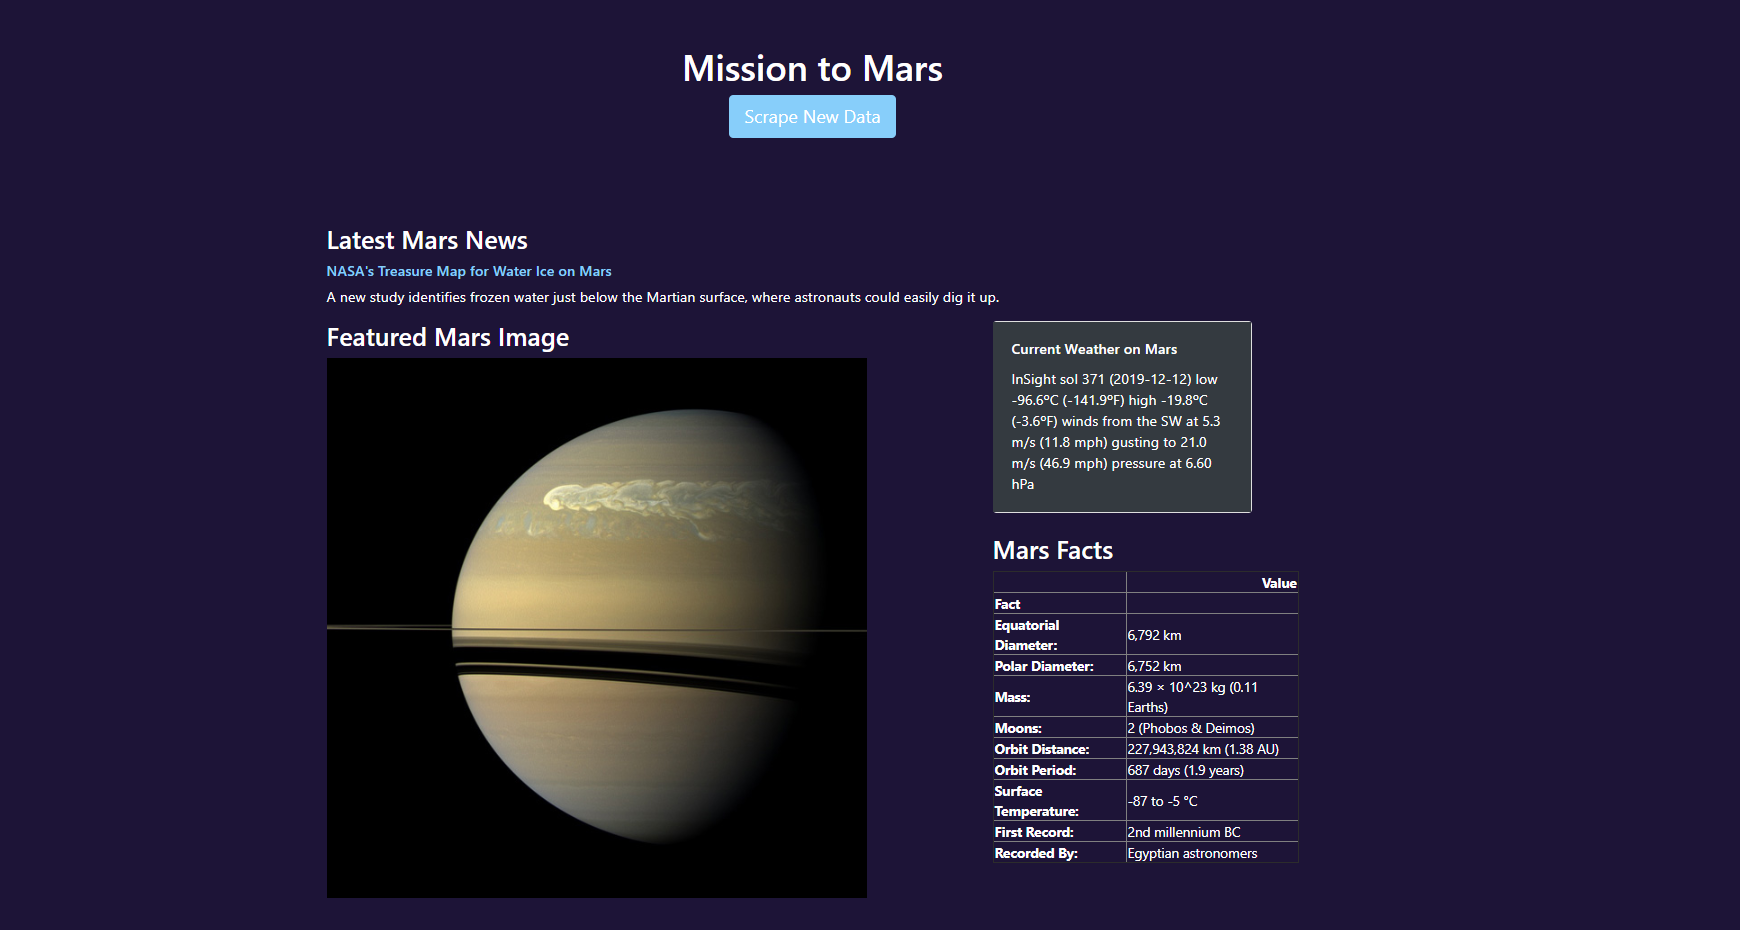 Mission to Mars
Scrape New Data
Latest Mars News
NASA's Treasure Map for Water Ice on Mars
A new study identifies frozen water just below the Martian surface, where astronauts could easily dig it up.
Featured Mars Image
Current Weather on Mars
InSight sol 371 (2019-12-12) low
-96.6ºC (-141.9ºF) high -19.8ºC
(-3.6ºF) winds from the SW at 5.3
m/s (11.8 mph) gusting to 21.0
m/s (46.9 mph) pressure at 6.60
hPa
Mars Facts
Value
Fact
Equatorial
Diameter:
6,792 km
Polar Diameter: 6,752 km
Mass:
6.39 × 10^23 kg (0.11
Earths)
Moons: 2 (Phobos & Deimos)
Orbit Distance: 227,943,824 km (1.38 AU)
Orbit Period: 687 days (1.9 years)
Surface
Temperature:
-87 to -5 °C
First Record: 2nd millennium BC
Recorded By: Egyptian astronomers